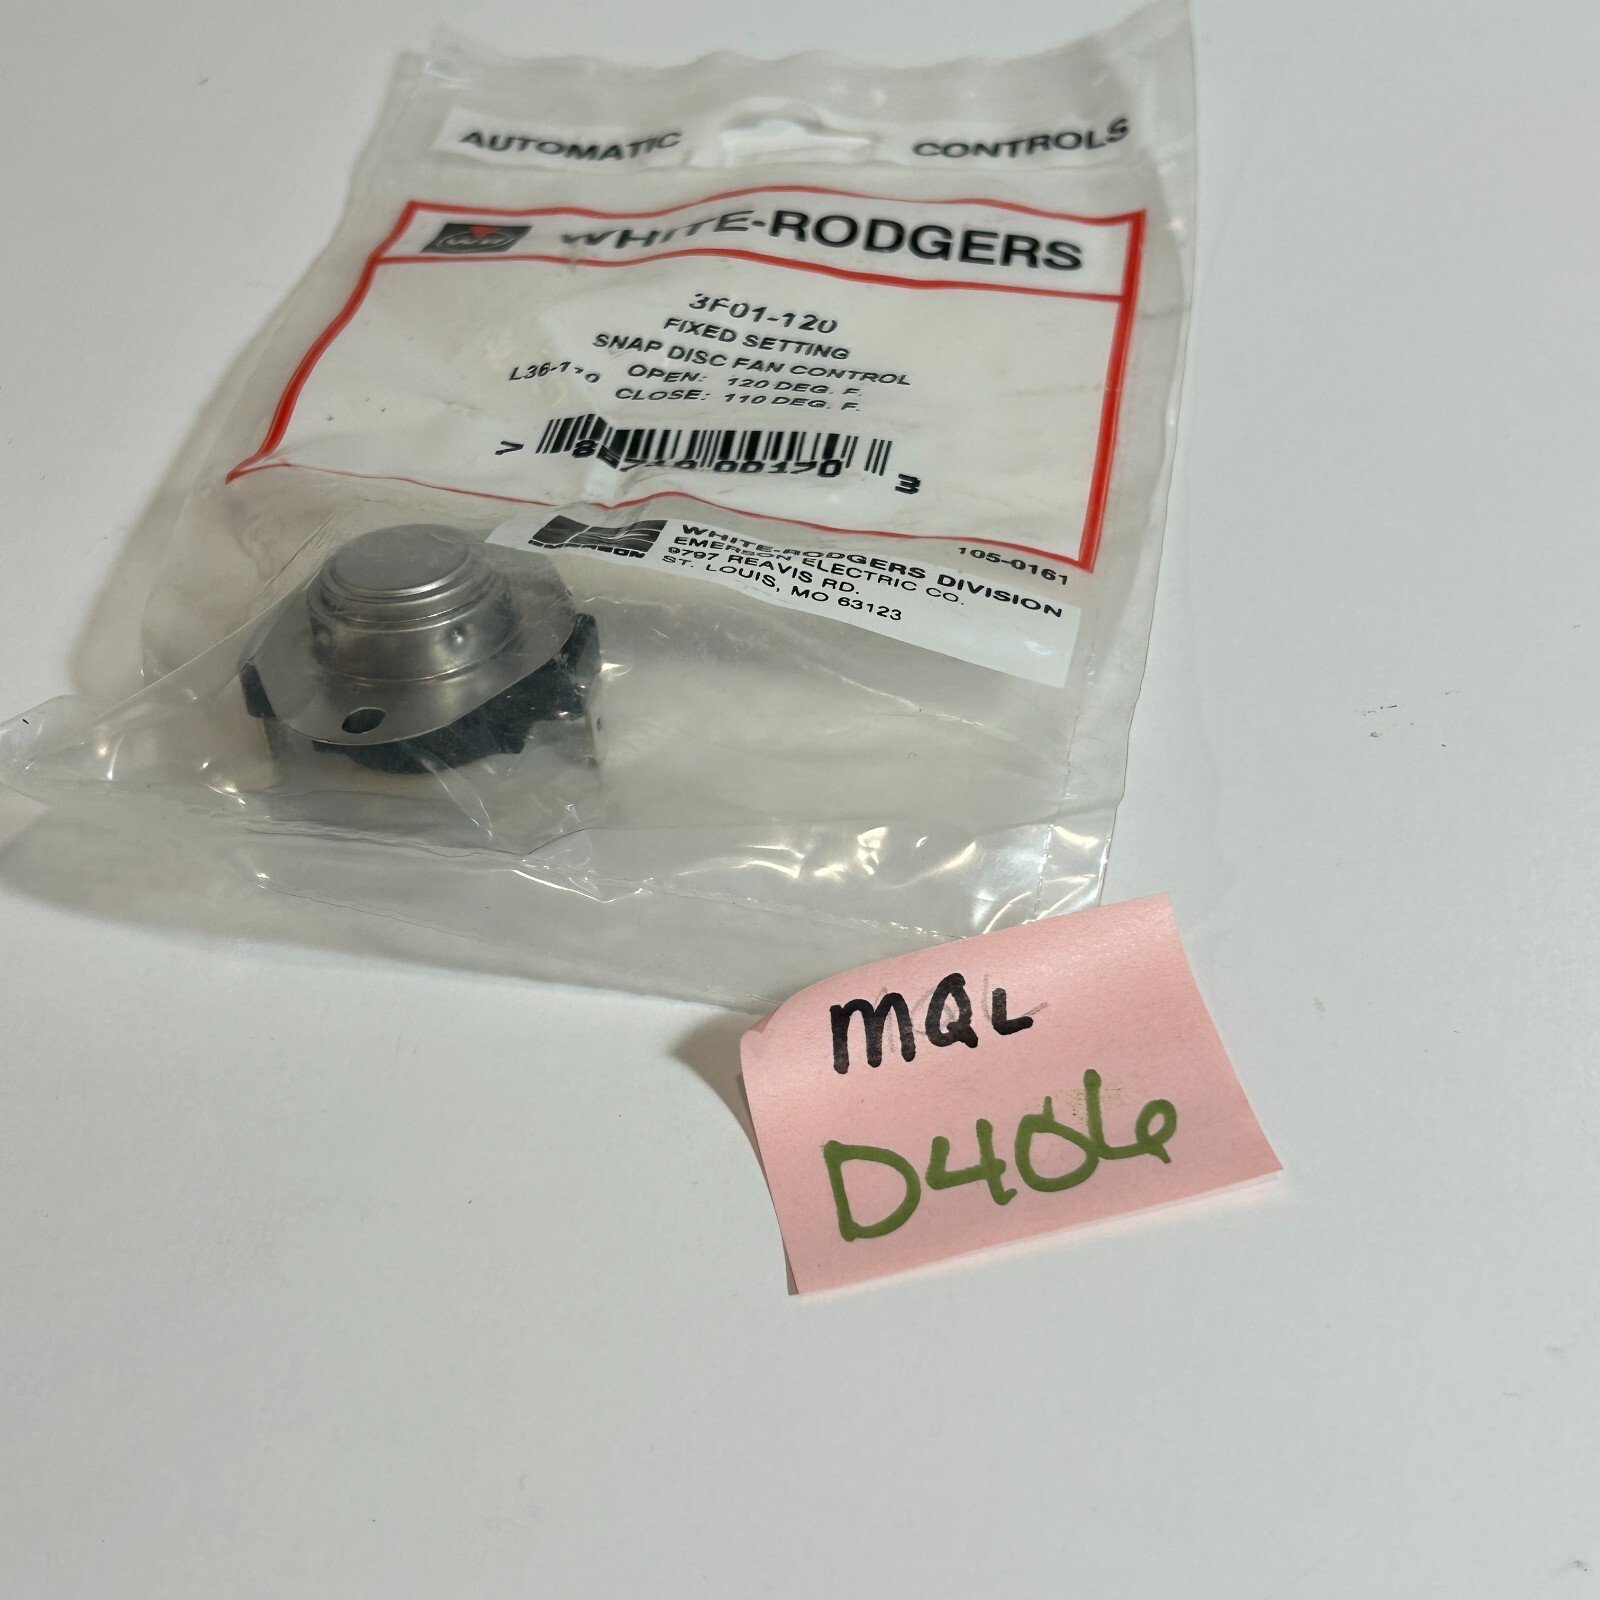 AUTOMATIC CONTROLS
WHITE-RODGERS
3F01-120
FIXED SETTING
SNAP DISC FAN CONTROL
OPEN: 120 DEG. F.
CLOSE: 110 DEG. F.
3
105-0161
EMERSON
WHITE-RODGERS DIVISION
EMERSON ELECTRIC CO.
9797 REAVIS RD.
ST. LOUIS, MO 63123
MQL
D406